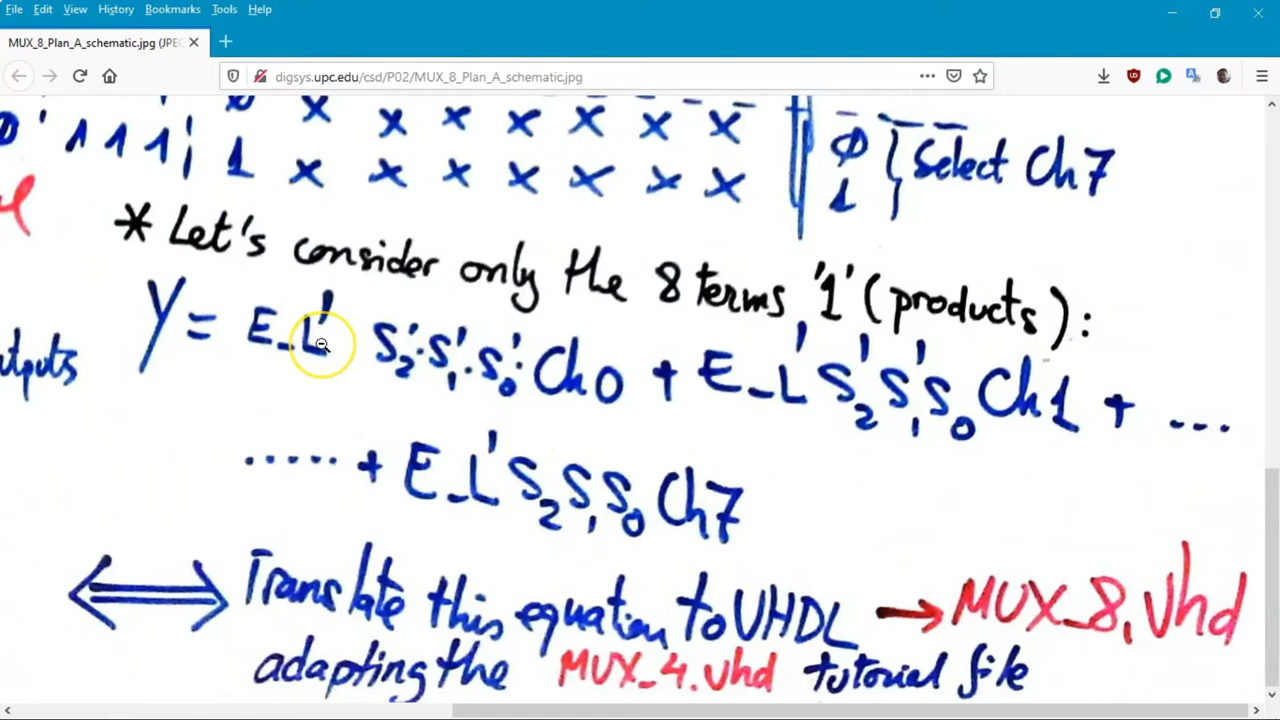 File Edit View History Bookmarks Tools Help
MUX_8_Plan_A_schematic.jpg (JPEG
digsys.upc.edu/csd/P02/MUX_8_Plan_A_schematic.jpg
x x x x x x x
0 1 1 1 1 x x x x x x x 0 1 Select Ch7
* Let's consider only the 8 terms '1' (products):
Y = E_L' S2'·S1'·S0'·Ch0 + E_L' S2' S1' S0 Ch1 + ....
..... + E_L' S2 S1 S0 Ch7
Translate this equation to VHDL → MUX_8.vhd
adapting the MUX_4.vhd tutorial file